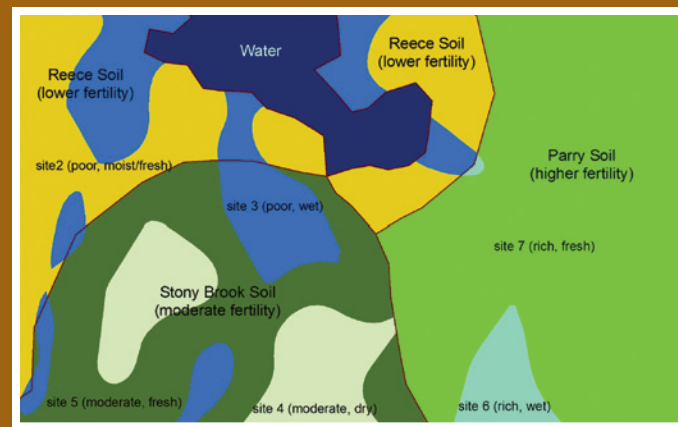 Water
Reece Soil
(lower fertility)
Reece Soil
(lower fertility)
site2 (poor, moist/fresh)
Parry Soil
(higher fertility)
site 3 (poor, wet)
site 7 (rich, fresh)
Stony Brook Soil
(moderate fertility)
site 5 (moderate, fresh)
site 4 (moderate, dry)
site 6 (rich, wet)